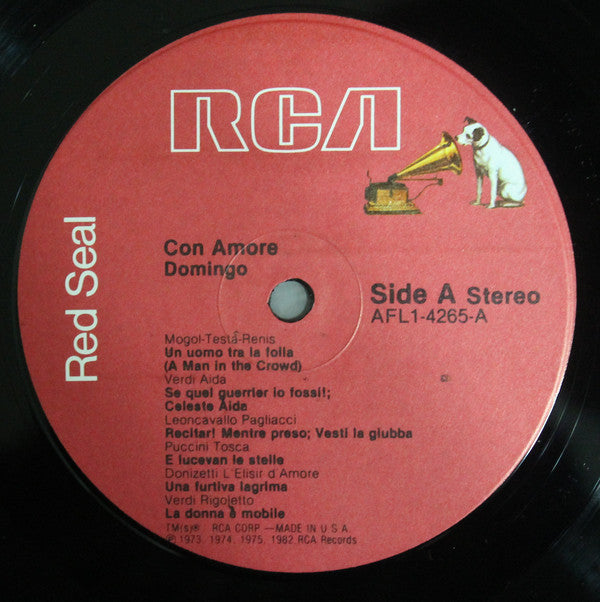 RCA
Red Seal
Con Amore
Domingo
Side A Stereo
AFL1-4265-A
Mogol-Testa-Renis
Un uomo tra la folla
(A Man in the Crowd)
Verdi Aida
Se quel guerrier io fossi!;
Celeste Aida
Leoncavallo Pagliacci
Recitar! Mentre preso; Vesti la giubba
Puccini Tosca
E lucevan le stelle
Donizetti L'Elisir d'Amore
Una furtiva lagrima
Verdi Rigoletto
La donna è mobile
TM(s)® RCA CORP.—MADE IN U.S.A.
℗ 1973, 1974, 1975, 1982 RCA Records